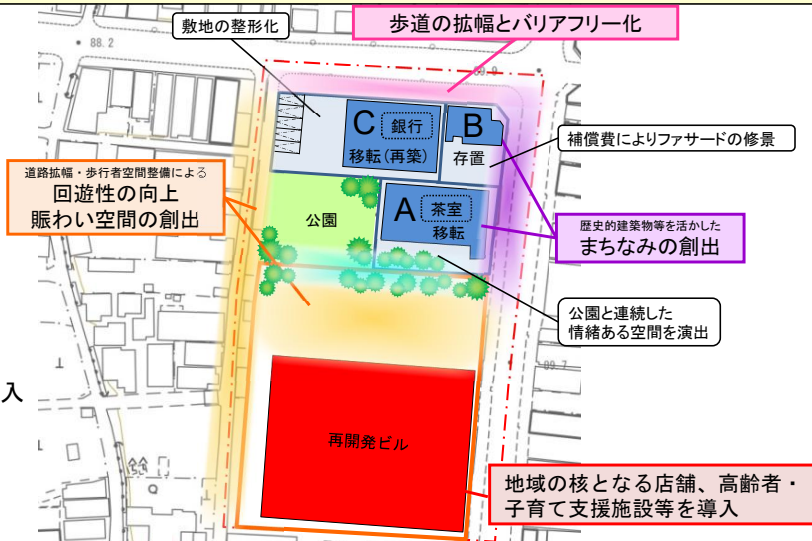 敷地の整形化
歩道の拡幅とバリアフリー化
88.2
C
銀行
移転(再築)
B
存置
補償費によりファサードの修景
道路拡幅・歩行者空間整備による
回遊性の向上
賑わい空間の創出
公園
A
茶室
移転
歴史的建築物等を活かした
まちなみの創出
公園と連続した
情緒ある空間を演出
入
再開発ビル
地域の核となる店舗、高齢者・
子育て支援施設等を導入